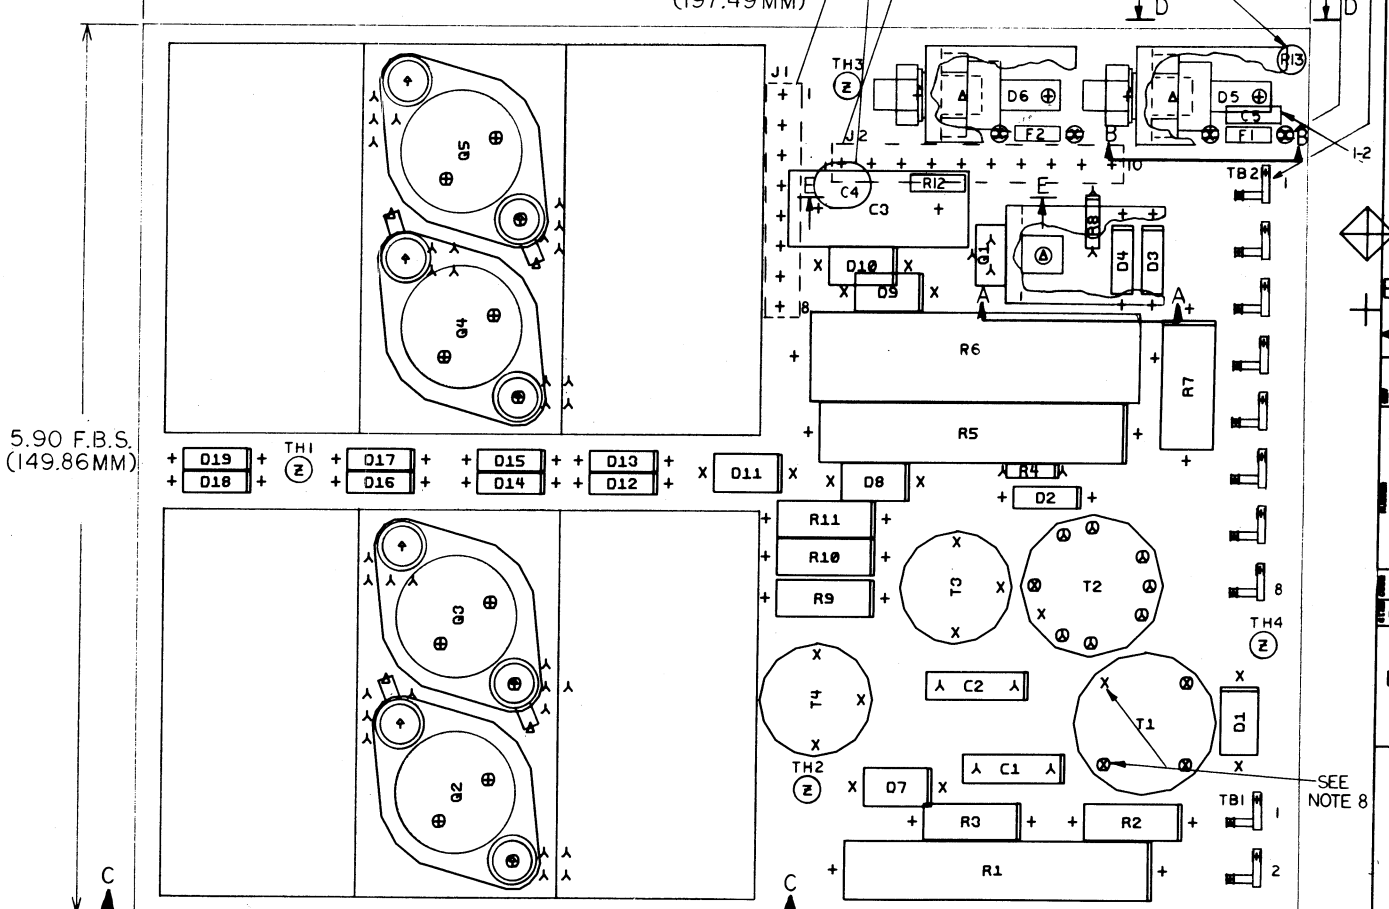 (197.49MM)
D
D
J1
TH3
Z
R13
1
D6
D5
C5
Q5
J2
F2
B
F1
B
1-2
10
TB2
1
E
C4
R12
E
C3
R8
Q1
D4
D3
D10
D9
A
A
8
Q4
R6
R7
5.90 F.B.S.
(149.86MM)
R5
TH1
Z
D19
D17
D15
D13
D18
D16
D14
D12
D11
D8
R4
D2
R11
R10
R9
T3
T2
8
Q3
TH4
Z
T4
C2
T1
D1
TH2
Z
C1
SEE
NOTE 8
D7
Q2
TB1
1
R3
R2
R1
2
C
C